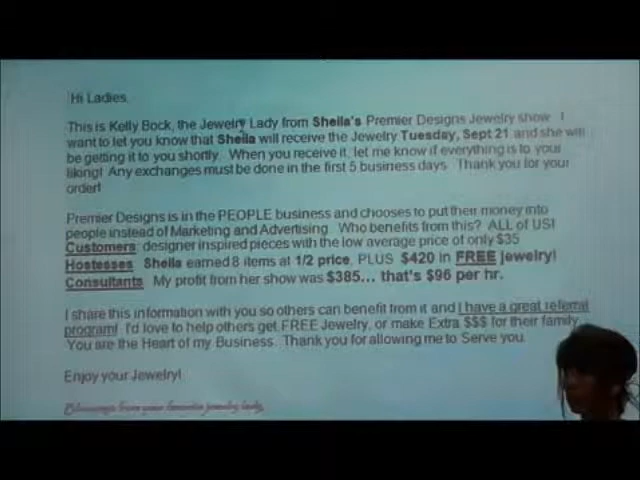 Hi Ladies,
This is Kelly Bock, the Jewelry Lady from Sheila's Premier Designs Jewelry show. I
want to let you know that Sheila will receive the Jewelry Tuesday, Sept 21 and she will
be getting it to you shortly. When you receive it, let me know if everything is to your
liking! Any exchanges must be done in the first 5 business days. Thank you for your
order!
Premier Designs is in the PEOPLE business and chooses to put their money into
people instead of Marketing and Advertising. Who benefits from this? ALL of US!
Customers: designer inspired pieces with the low average price of only $35
Hostesses Sheila earned 8 items at 1/2 price, PLUS $420 in FREE jewelry!
Consultants My profit from her show was $385... that's $96 per hr.
I share this information with you so others can benefit from it and I have a great referral
program! I'd love to help others get FREE Jewelry, or make Extra $$$ for their family.
You are the Heart of my Business. Thank you for allowing me to Serve you.
Enjoy your Jewelry!
Blessings from your favorite jewelry lady,